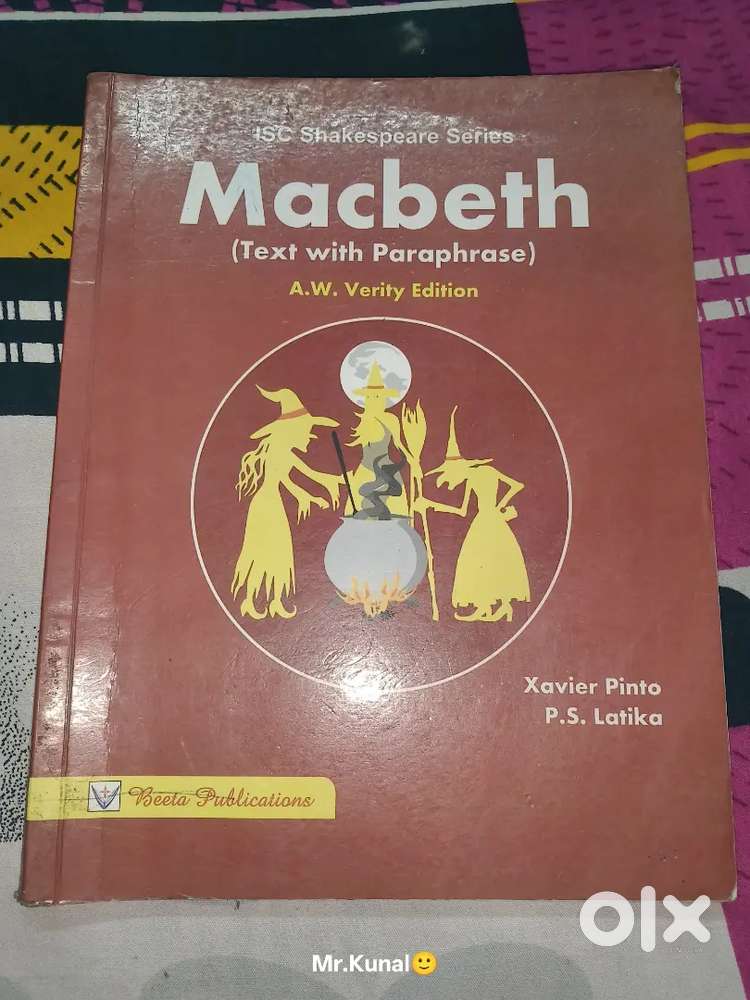 ISC Shakespeare Series
Macbeth
(Text with Paraphrase)
A.W. Verity Edition
Xavier Pinto
P.S. Latika
Beeta Publications
olx
Mr.Kunal🙂